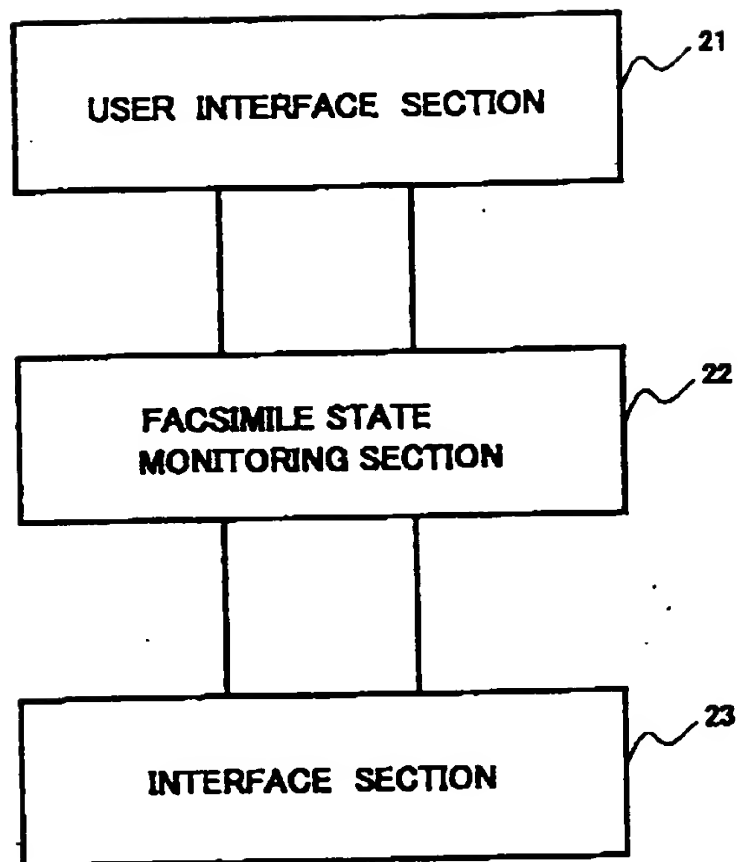 21
USER INTERFACE SECTION
22
FACSIMILE STATE
MONITORING SECTION
23
INTERFACE SECTION